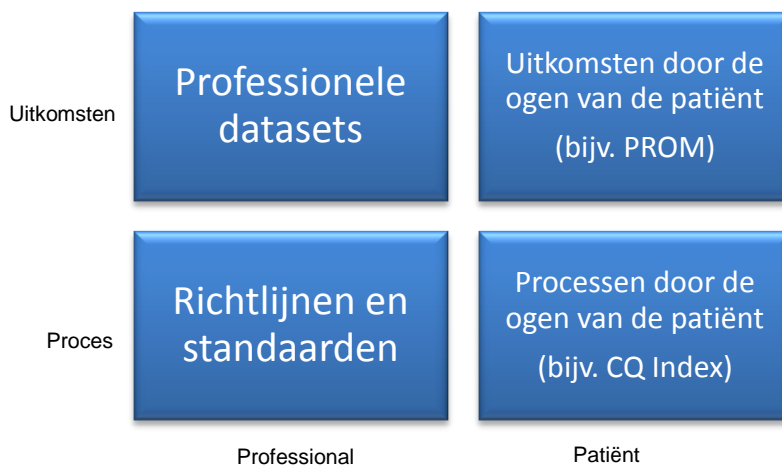 Uitkomsten
Professionele
datasets
Uitkomsten door de
ogen van de patiënt
(bijv. PROM)
Proces
Richtlijnen en
standaarden
Processen door de
ogen van de patiënt
(bijv. CQ Index)
Professional
Patiënt